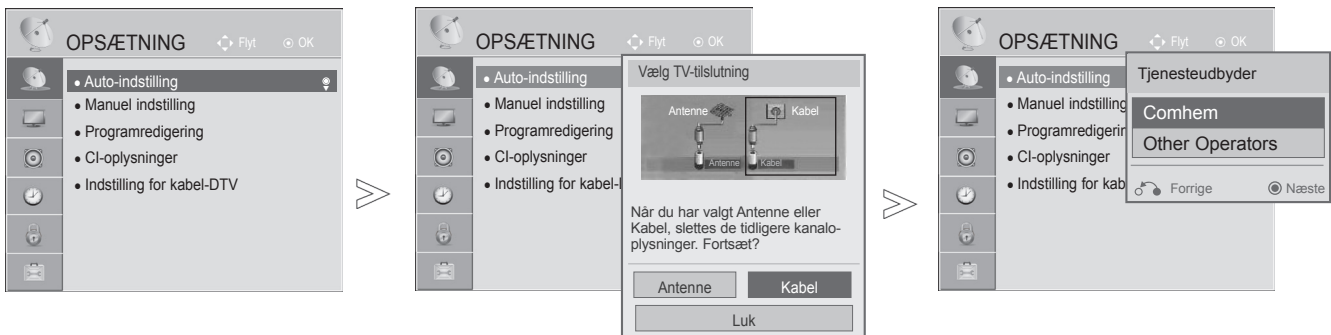 OPSÆTNING Flyt OK
• Auto-indstilling
• Manuel indstilling
• Programredigering
• CI-oplysninger
• Indstilling for kabel-DTV
OPSÆTNING Flyt OK
• Auto-indstilling
• Manuel indstilling
• Programredigering
• CI-oplysninger
• Indstilling for kabel-
Vælg TV-tilslutning
Antenne Kabel
Antenne Kabel
Når du har valgt Antenne eller
Kabel, slettes de tidligere kanalo-
plysninger. Fortsæt?
Antenne Kabel
Luk
OPSÆTNING Flyt OK
• Auto-indstilling
• Manuel indstilling
• Programredigerin
• CI-oplysninger
• Indstilling for kab
Tjenesteudbyder
Comhem
Other Operators
Forrige Næste